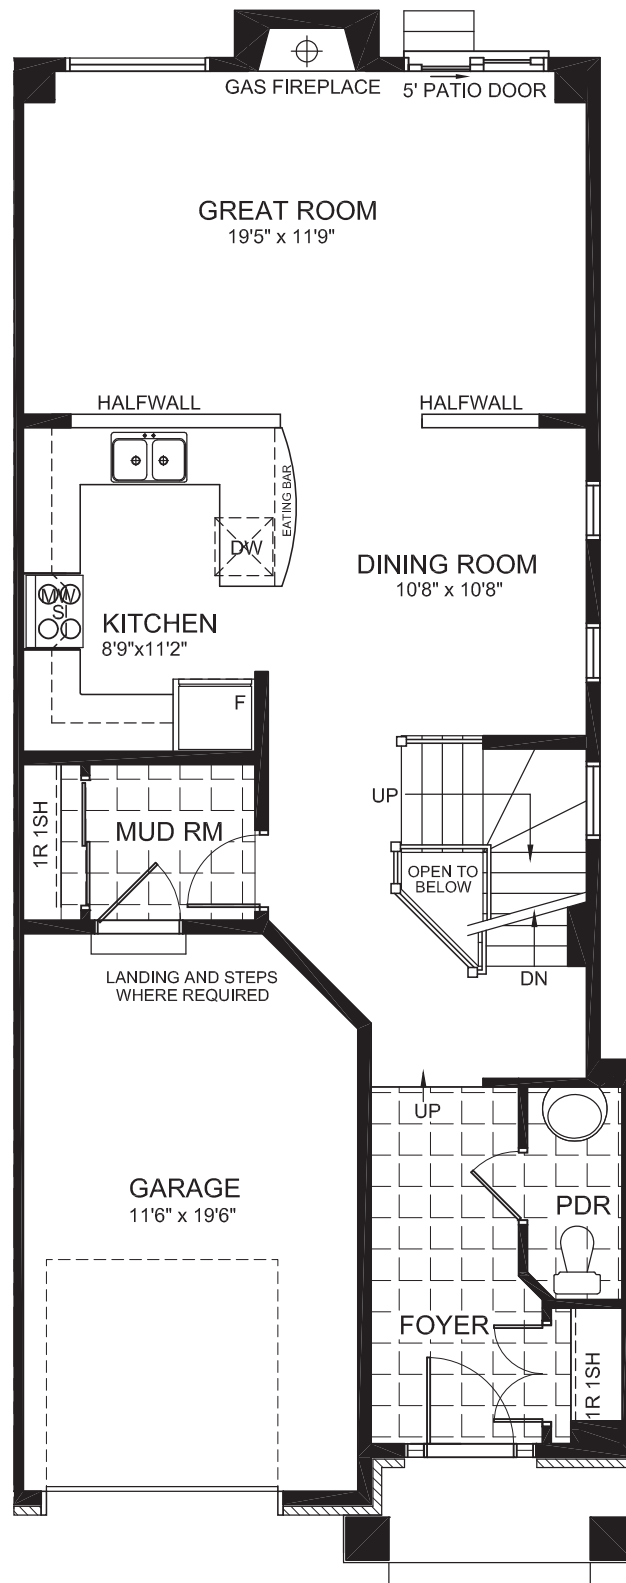 GAS FIREPLACE
5' PATIO DOOR
GREAT ROOM
19'5" x 11'9"
HALFWALL
HALFWALL
EATING BAR
DW
DINING ROOM
10'8" x 10'8"
MW
SI
KITCHEN
8'9"x11'2"
F
UP
1R 1SH
MUD RM
OPEN TO
BELOW
LANDING AND STEPS
WHERE REQUIRED
DN
UP
GARAGE
11'6" x 19'6"
PDR
FOYER
1R 1SH